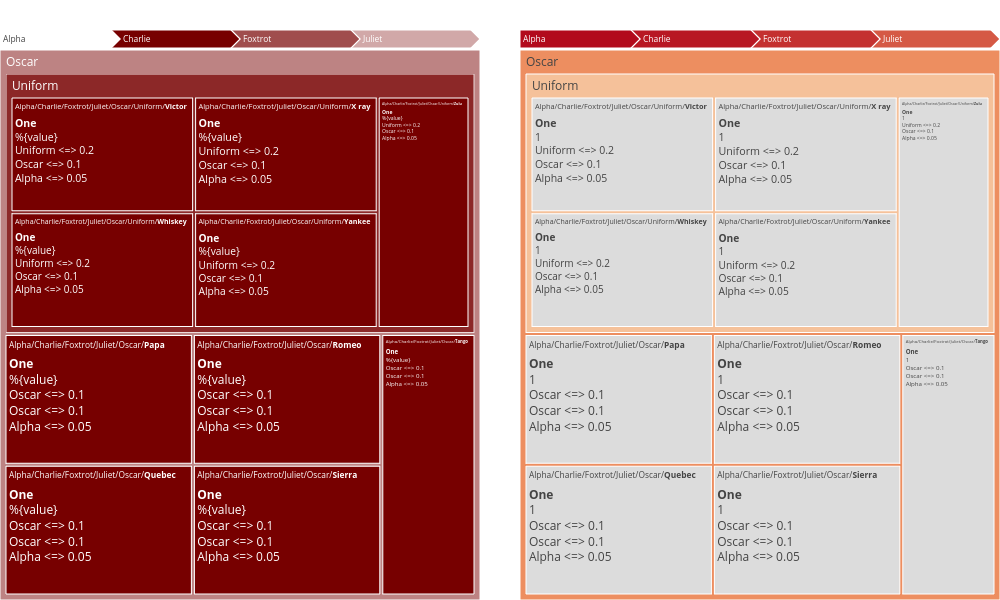 Alpha
Charlie
Foxtrot
Juliet
Oscar
Uniform
Alpha/Charlie/Foxtrot/Juliet/Oscar/Uniform/Victor
One
%{value}
Uniform <=> 0.2
Oscar <=> 0.1
Alpha <=> 0.05
Alpha/Charlie/Foxtrot/Juliet/Oscar/Uniform/X ray
One
%{value}
Uniform <=> 0.2
Oscar <=> 0.1
Alpha <=> 0.05
Alpha/Charlie/Foxtrot/Juliet/Oscar/Uniform/Zulu
One
%{value}
Uniform <=> 0.2
Oscar <=> 0.1
Alpha <=> 0.05
Alpha/Charlie/Foxtrot/Juliet/Oscar/Uniform/Whiskey
One
%{value}
Uniform <=> 0.2
Oscar <=> 0.1
Alpha <=> 0.05
Alpha/Charlie/Foxtrot/Juliet/Oscar/Uniform/Yankee
One
%{value}
Uniform <=> 0.2
Oscar <=> 0.1
Alpha <=> 0.05
Alpha/Charlie/Foxtrot/Juliet/Oscar/Papa
One
%{value}
Oscar <=> 0.1
Oscar <=> 0.1
Alpha <=> 0.05
Alpha/Charlie/Foxtrot/Juliet/Oscar/Romeo
One
%{value}
Oscar <=> 0.1
Oscar <=> 0.1
Alpha <=> 0.05
Alpha/Charlie/Foxtrot/Juliet/Oscar/Tango
One
%{value}
Oscar <=> 0.1
Oscar <=> 0.1
Alpha <=> 0.05
Alpha/Charlie/Foxtrot/Juliet/Oscar/Quebec
One
%{value}
Oscar <=> 0.1
Oscar <=> 0.1
Alpha <=> 0.05
Alpha/Charlie/Foxtrot/Juliet/Oscar/Sierra
One
%{value}
Oscar <=> 0.1
Oscar <=> 0.1
Alpha <=> 0.05
Alpha
Charlie
Foxtrot
Juliet
Oscar
Uniform
Alpha/Charlie/Foxtrot/Juliet/Oscar/Uniform/Victor
One
1
Uniform <=> 0.2
Oscar <=> 0.1
Alpha <=> 0.05
Alpha/Charlie/Foxtrot/Juliet/Oscar/Uniform/X ray
One
1
Uniform <=> 0.2
Oscar <=> 0.1
Alpha <=> 0.05
Alpha/Charlie/Foxtrot/Juliet/Oscar/Uniform/Zulu
One
1
Uniform <=> 0.2
Oscar <=> 0.1
Alpha <=> 0.05
Alpha/Charlie/Foxtrot/Juliet/Oscar/Uniform/Whiskey
One
1
Uniform <=> 0.2
Oscar <=> 0.1
Alpha <=> 0.05
Alpha/Charlie/Foxtrot/Juliet/Oscar/Uniform/Yankee
One
1
Uniform <=> 0.2
Oscar <=> 0.1
Alpha <=> 0.05
Alpha/Charlie/Foxtrot/Juliet/Oscar/Papa
One
1
Oscar <=> 0.1
Oscar <=> 0.1
Alpha <=> 0.05
Alpha/Charlie/Foxtrot/Juliet/Oscar/Romeo
One
1
Oscar <=> 0.1
Oscar <=> 0.1
Alpha <=> 0.05
Alpha/Charlie/Foxtrot/Juliet/Oscar/Tango
One
1
Oscar <=> 0.1
Oscar <=> 0.1
Alpha <=> 0.05
Alpha/Charlie/Foxtrot/Juliet/Oscar/Quebec
One
1
Oscar <=> 0.1
Oscar <=> 0.1
Alpha <=> 0.05
Alpha/Charlie/Foxtrot/Juliet/Oscar/Sierra
One
1
Oscar <=> 0.1
Oscar <=> 0.1
Alpha <=> 0.05